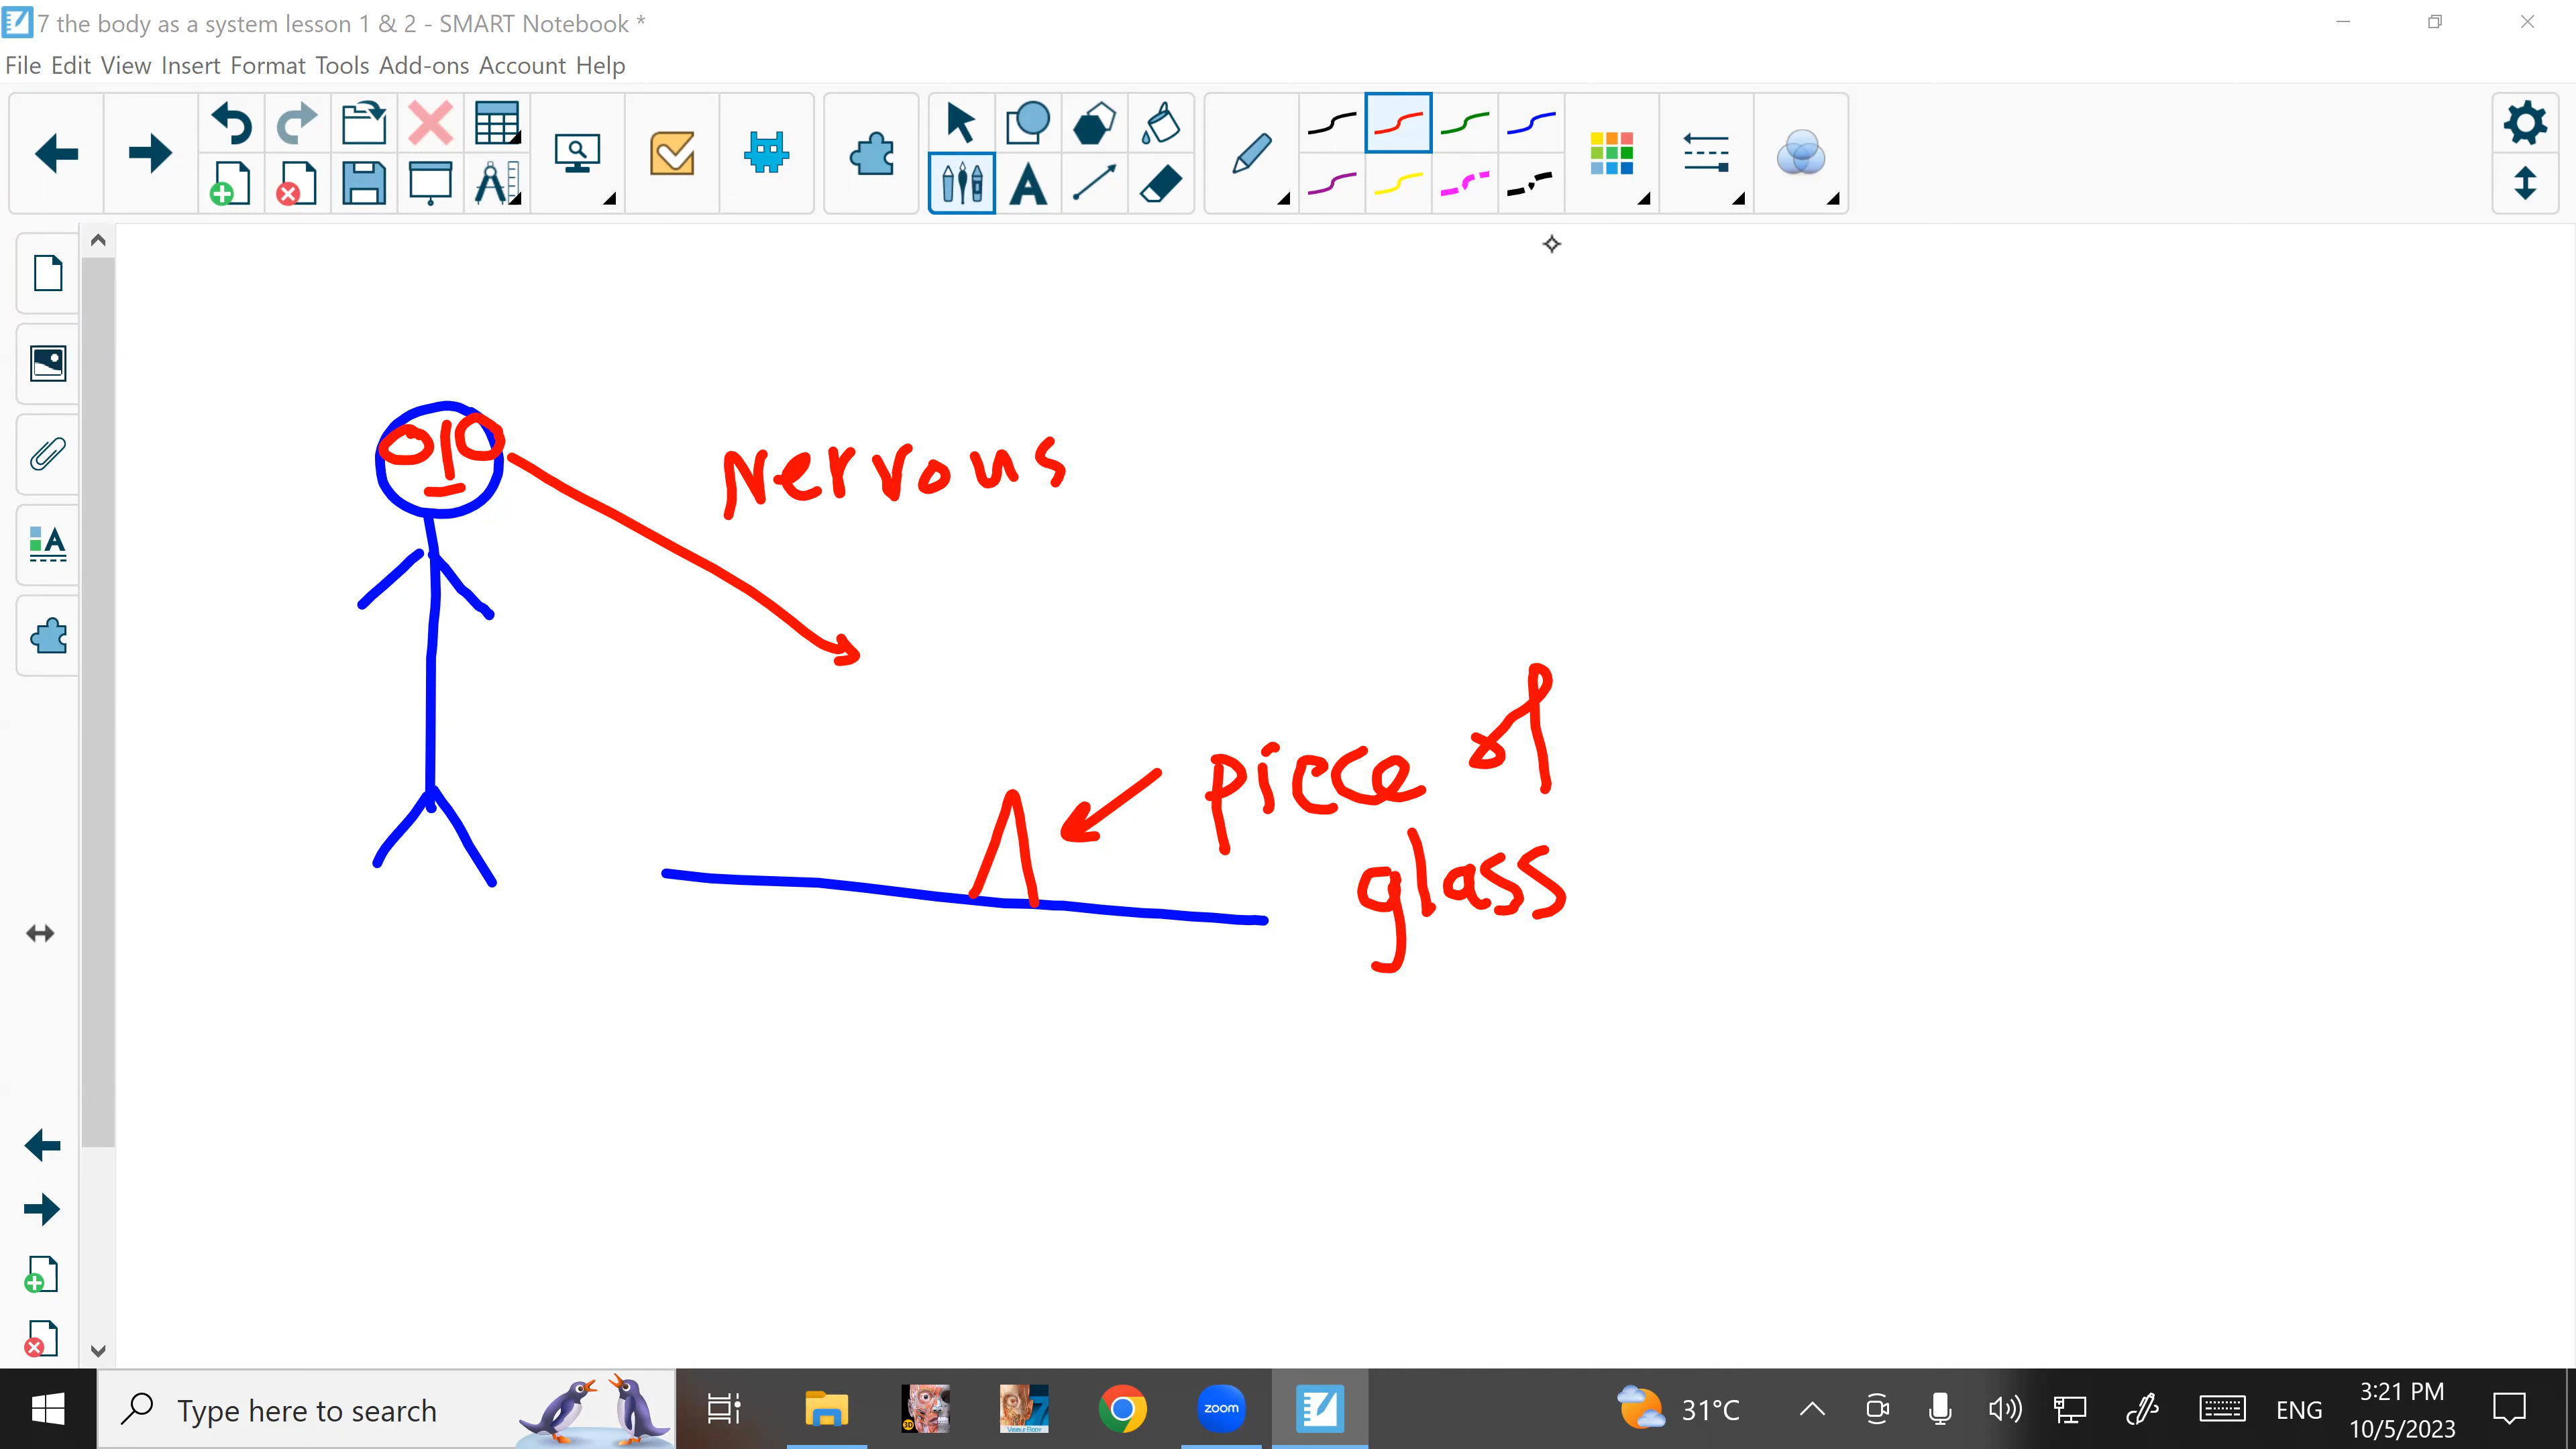 7 the body as a system lesson 1 & 2 - SMART Notebook *
File Edit View Insert Format Tools Add-ons Account Help
Nervous
piece of
glass
Type here to search
zoom
31°C
ENG
3:21 PM
10/5/2023